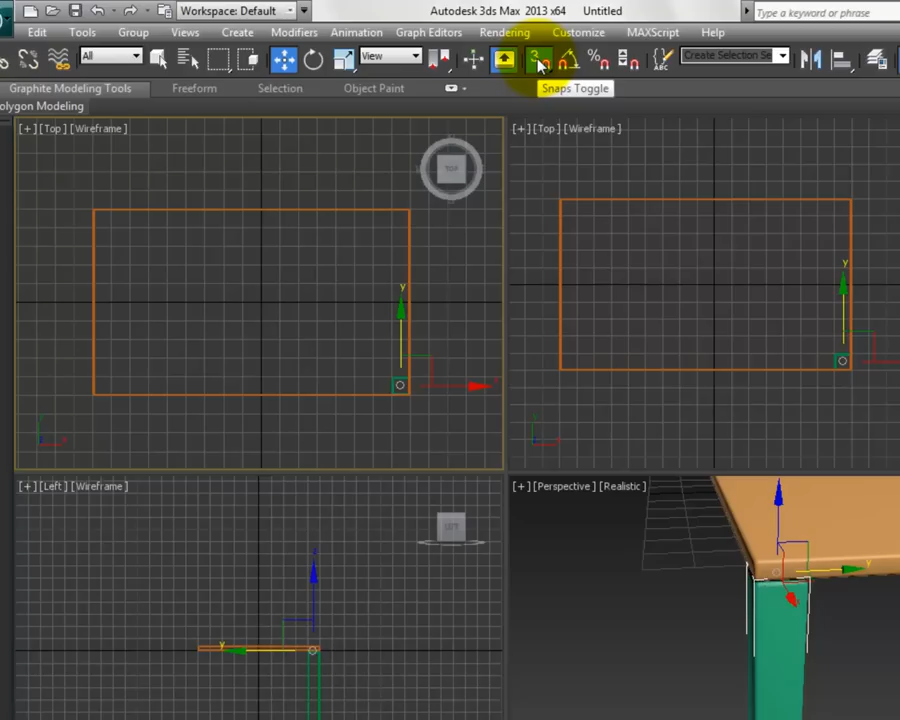 Workspace: Default
Autodesk 3ds Max 2013 x64 Untitled
Type a keyword or phrase
Edit Tools Group Views Create Modifiers Animation Graph Editors Rendering Customize MAXScript Help
All View 3 % Create Selection Se
Graphite Modeling Tools Freeform Selection Object Paint
Snaps Toggle
olygon Modeling
[+] [Top] [Wireframe]
TOP
y
[+] [Top] [Wireframe]
y
[+] [Left] [Wireframe]
LEFT
y
[+] [Perspective] [Realistic]
y